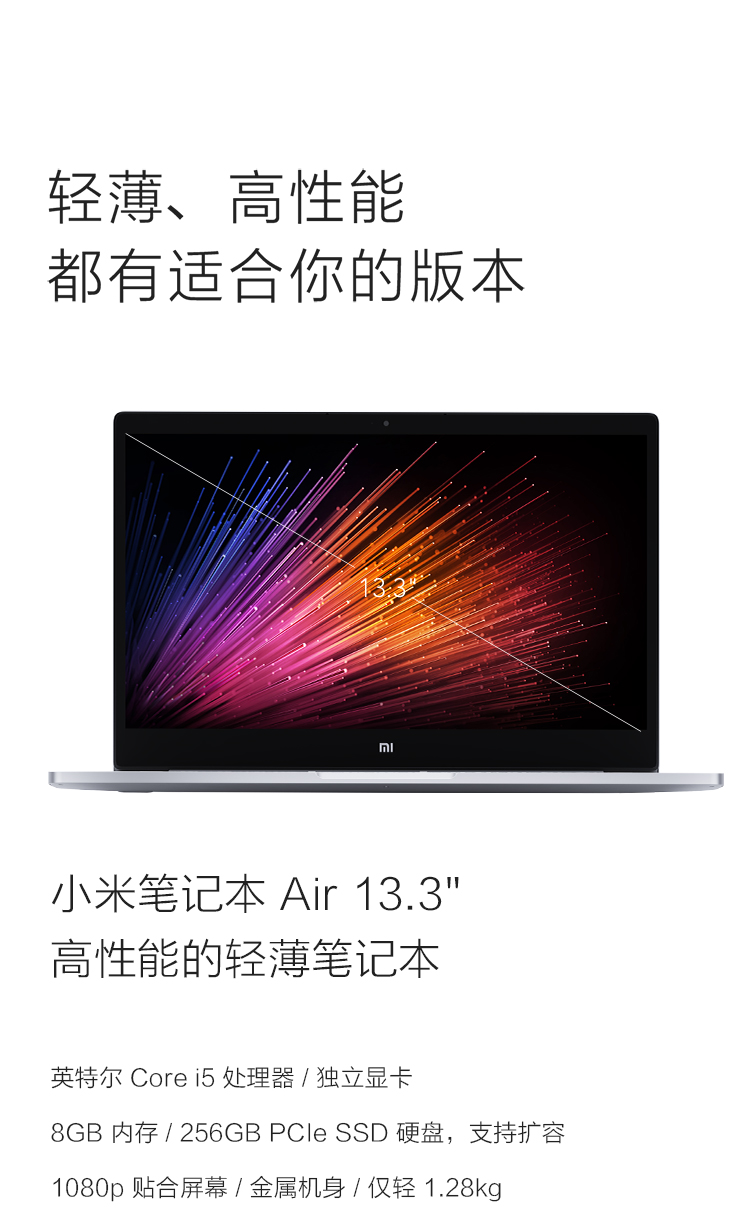 轻薄、高性能
都有适合你的版本
13.3"
mi
小米笔记本 Air 13.3"
高性能的轻薄笔记本
英特尔 Core i5 处理器 / 独立显卡
8GB 内存 / 256GB PCIe SSD 硬盘，支持扩容
1080p 贴合屏幕 / 金属机身 / 仅轻 1.28kg